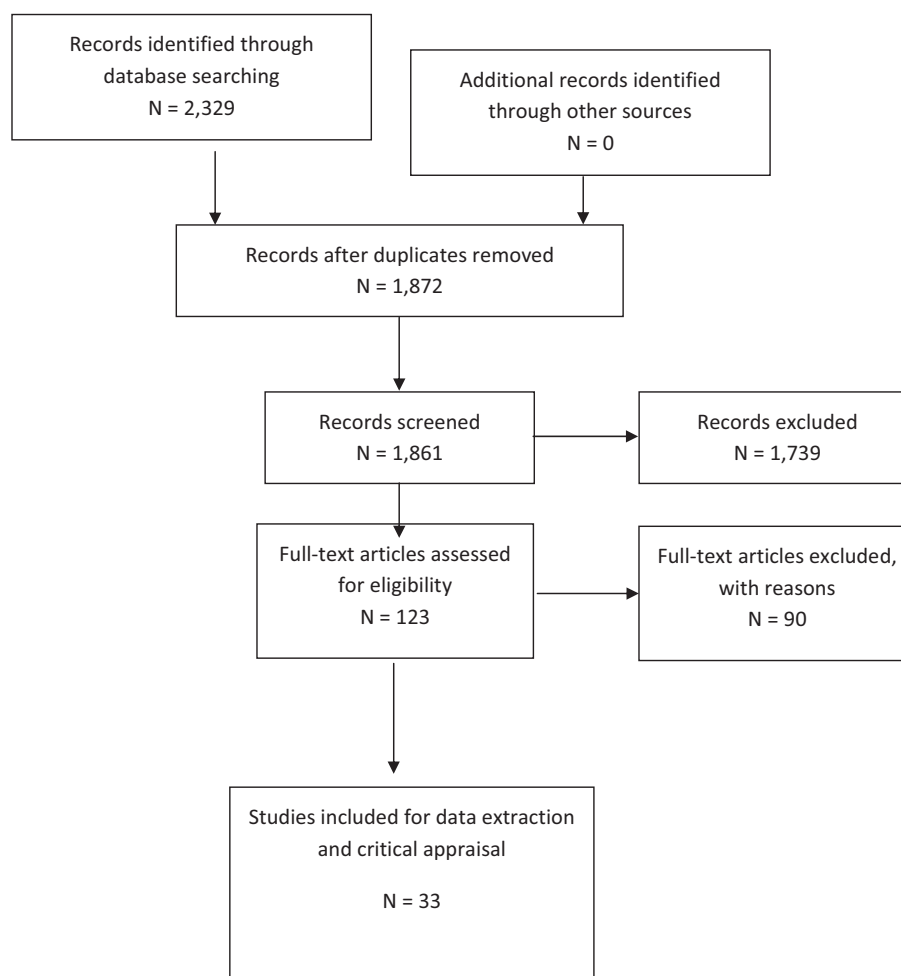 Records identified through
database searching
N = 2,329
Additional records identified
through other sources
N = 0
Records after duplicates removed
N = 1,872
Records screened
N = 1,861
Records excluded
N = 1,739
Full-text articles assessed
for eligibility
N = 123
Full-text articles excluded,
with reasons
N = 90
Studies included for data extraction
and critical appraisal
N = 33